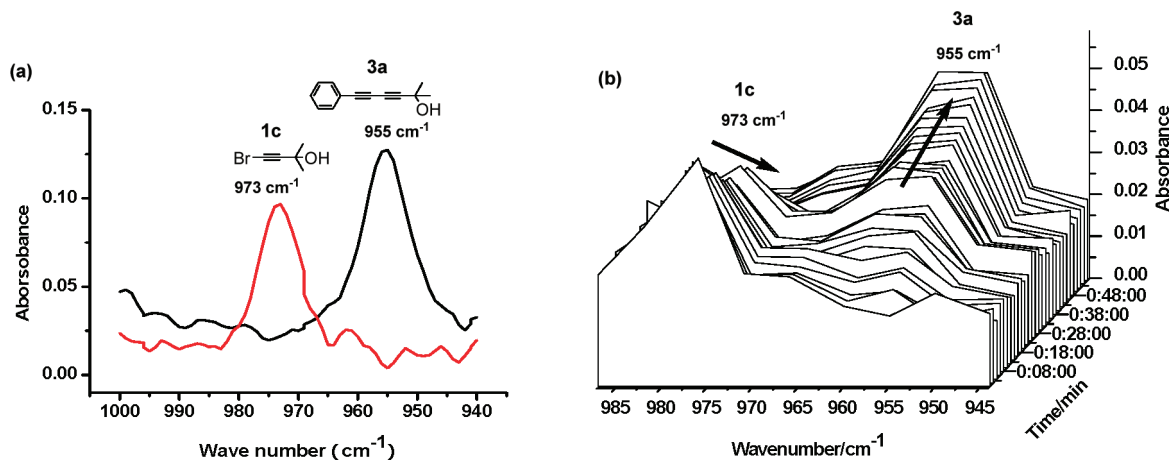 (a)
3a
OH
955 cm-1
1c
Br
OH
973 cm-1
0.15
0.10
0.05
0.00
Aborsobance
1000
990
980
970
960
950
940
Wave number (cm-1)
(b)
3a
955 cm-1
1c
973 cm-1
0.05
0.04
0.03
0.02
0.01
0.00
Absorbance
0:48:00
0:38:00
0:28:00
0:18:00
0:08:00
Time/min
985
980
975
970
965
960
955
950
945
Wavenumber/cm-1